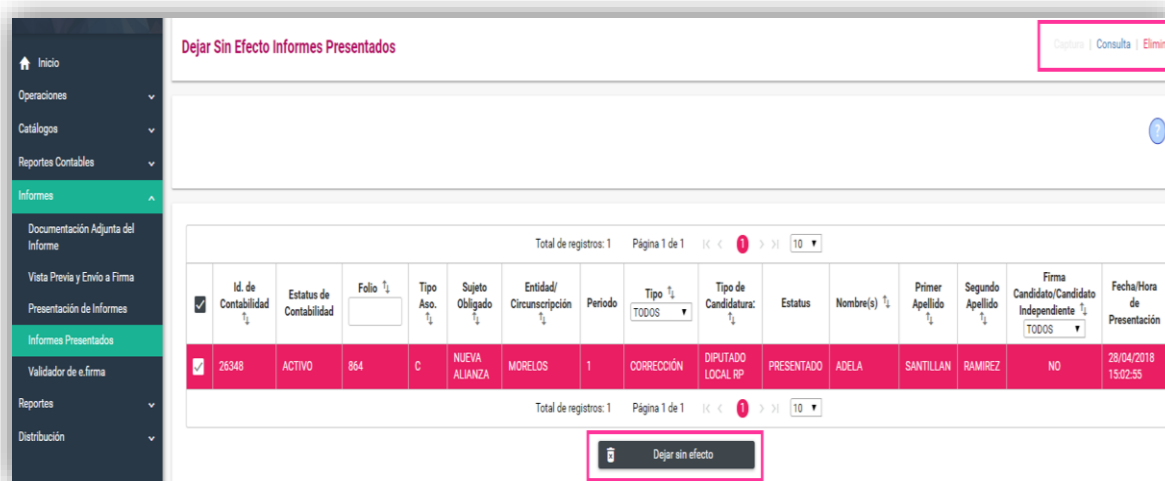 Dejar Sin Efecto Informes Presentados
Captura | Consulta | Elimin
Inicio
Operaciones
Catálogos
Reportes Contables
Informes
Documentación Adjunta del
Informe
Vista Previa y Envío a Firma
Presentación de Informes
Informes Presentados
Validador de e.firma
Reportes
Distribución
?
Total de registros: 1 Página 1 de 1 1 10
Id. de
Contabilidad
Estatus de
Contabilidad
Folio
Tipo
Aso.
Sujeto
Obligado
Entidad/
Circunscripción
Periodo
Tipo
TODOS
Tipo de
Candidatura:
Estatus
Nombre(s)
Primer
Apellido
Segundo
Apellido
Firma
Candidato/Candidato
Independiente
TODOS
Fecha/Hora
de
Presentación
26348
ACTIVO
864
C
NUEVA
ALIANZA
MORELOS
1
CORRECCIÓN
DIPUTADO
LOCAL RP
PRESENTADO
ADELA
SANTILLAN
RAMIREZ
NO
28/04/2018
15:02:55
Total de registros: 1 Página 1 de 1 1 10
Dejar sin efecto